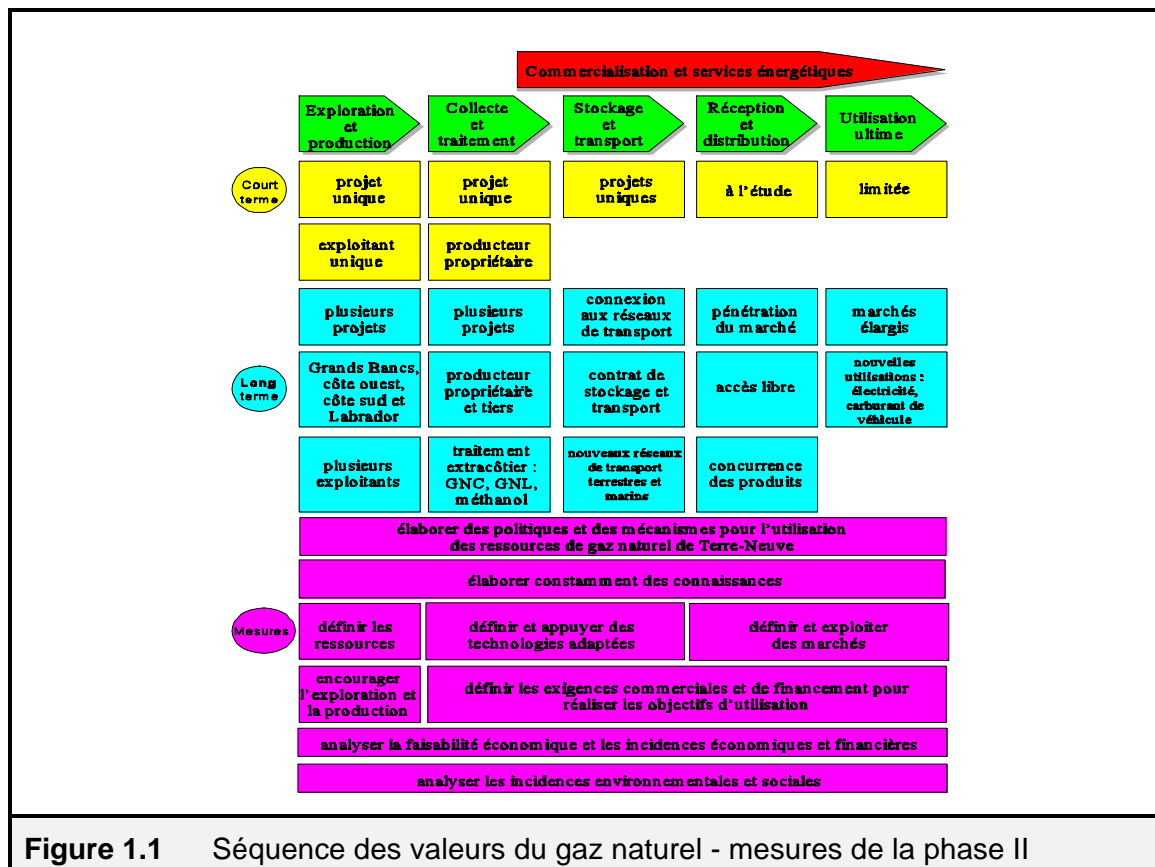 Commercialisation et services énergétiques
Exploration
et
production
Collecte
et
traitement
Stockage
et
transport
Réception
et
distribution
Utilisation
ultime
Court
terme
projet
unique
projet
unique
projets
uniques
à l'étude
limitée
exploitant
unique
producteur
propriétaire
Long
terme
plusieurs
projets
plusieurs
projets
connexion
aux réseaux
de transport
pénétration
du marché
marchés
élargis
Grands Bancs,
côte ouest,
côte sud et
Labrador
producteur
propriétaire
et tiers
contrat de
stockage et
transport
accès libre
nouvelles
utilisations :
électricité,
carburant de
véhicule
plusieurs
exploitants
traitement
extracôtier :
GNC, GNL,
méthanol
nouveaux réseaux
de transport
terrestres et
marins
concurrence
des produits
Mesures
élaborer des politiques et des mécanismes pour l'utilisation
des ressources de gaz naturel de Terre-Neuve
élaborer constamment des connaissances
définir les
ressources
définir et appuyer des
technologies adaptées
définir et exploiter
des marchés
encourager
l'exploration et
la production
définir les exigences commerciales et de financement pour
réaliser les objectifs d'utilisation
analyser la faisabilité économique et les incidences économiques et financières
analyser les incidences environnementales et sociales
Figure 1.1 Séquence des valeurs du gaz naturel - mesures de la phase II